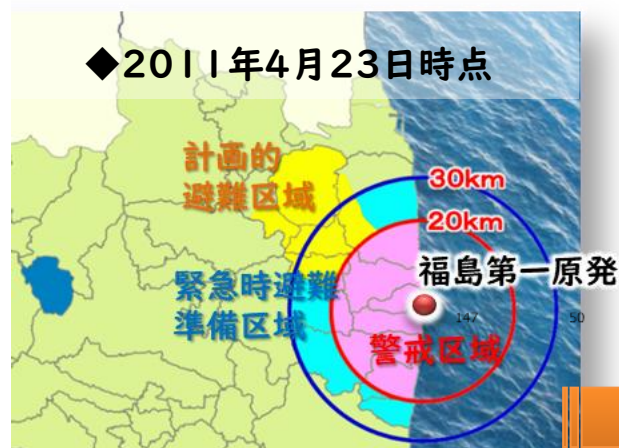 ◆2011年4月23日時点
計画的
避難区域
30km
20km
福島第一原発
緊急時避難
準備区域
147
50
警戒区域